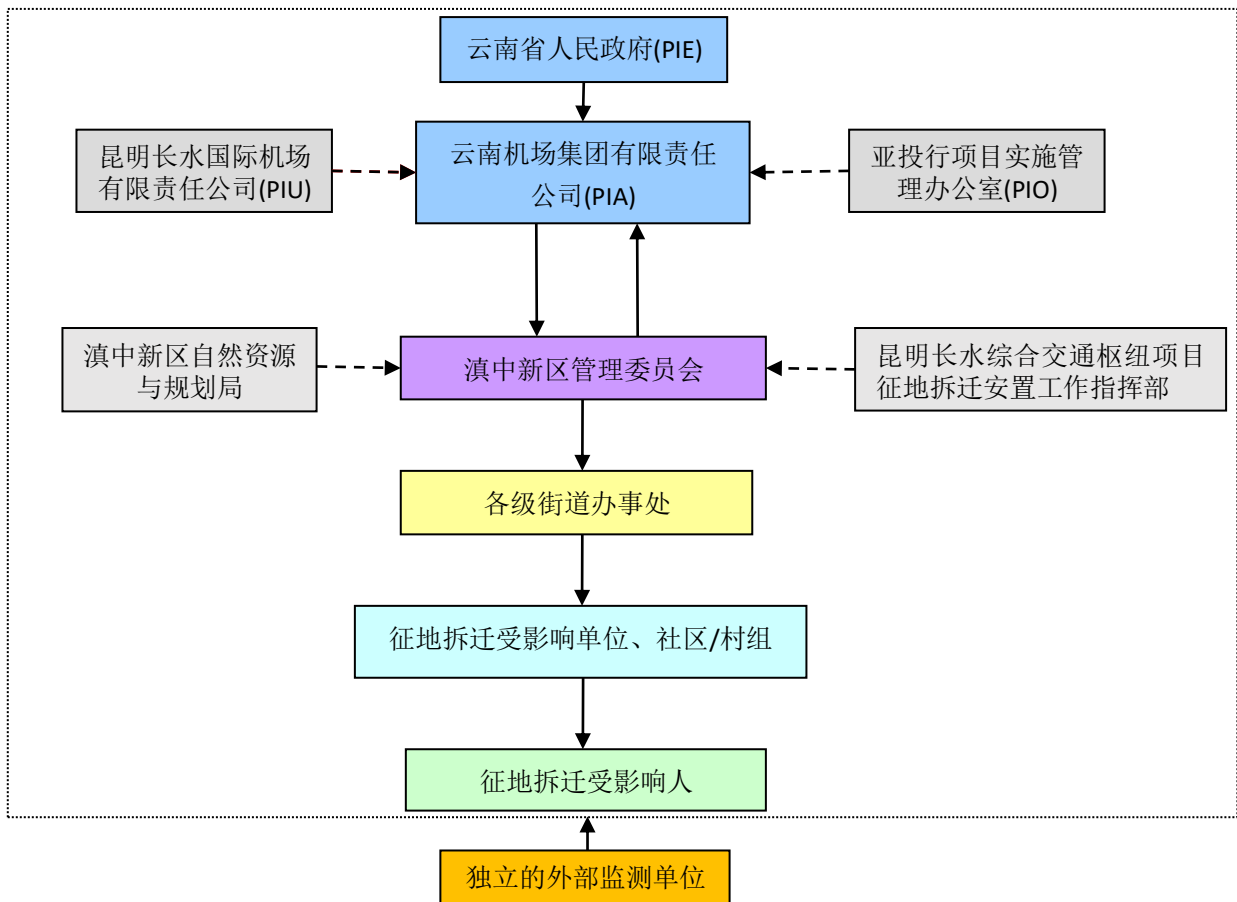 云南省人民政府(PIE)
昆明长水国际机场
有限责任公司(PIU)
云南机场集团有限责任
公司(PIA)
亚投行项目实施管
理办公室(PIO)
滇中新区自然资源
与规划局
滇中新区管理委员会
昆明长水综合交通枢纽项目
征地拆迁安置工作指挥部
各级街道办事处
征地拆迁受影响单位、社区/村组
征地拆迁受影响人
独立的外部监测单位